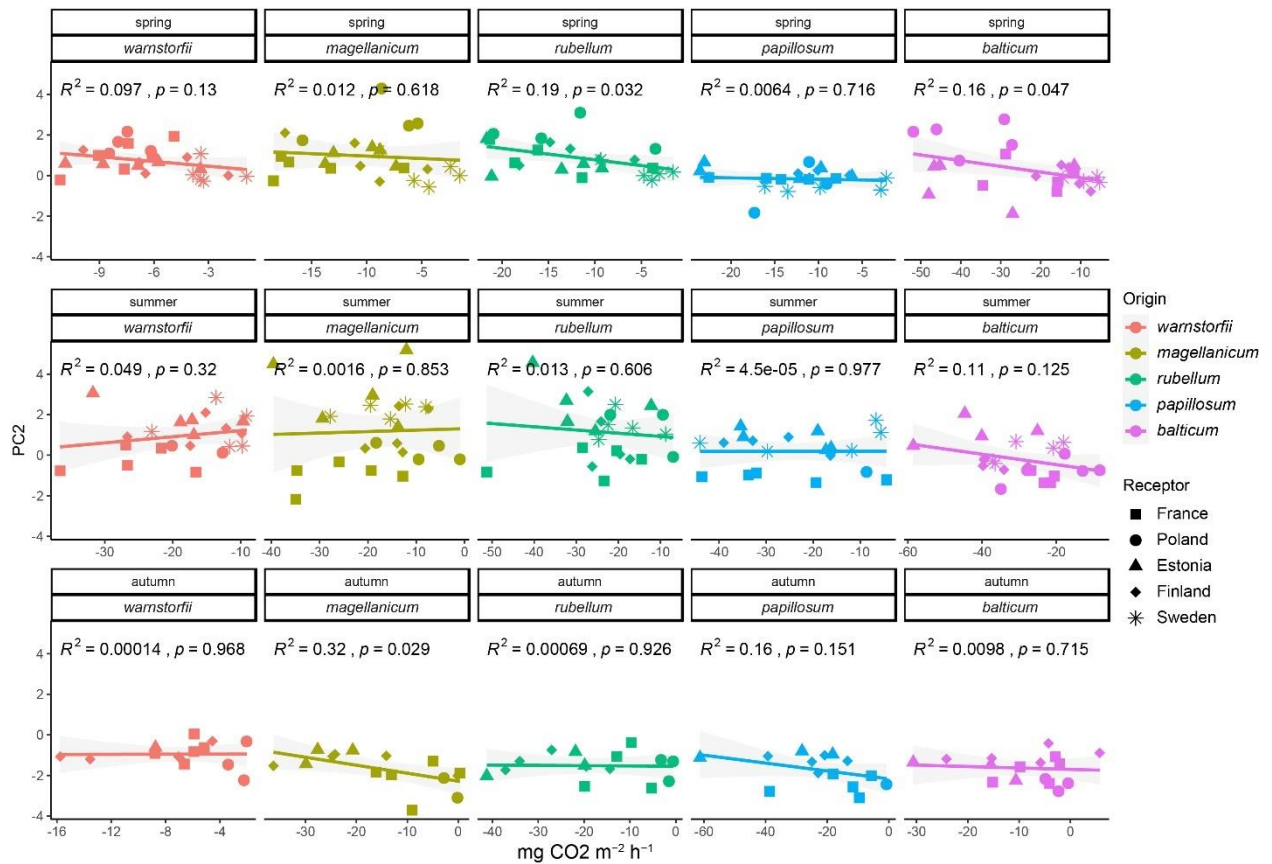 spring spring spring spring spring
warnstorfii magellanicum rubellum papillosum balticum
R² = 0.097 , p = 0.13 R² = 0.012 , p = 0.618 R² = 0.19 , p = 0.032 R² = 0.0064 , p = 0.716 R² = 0.16 , p = 0.047
4
2
0
-2
-4
-9 -6 -3 -15 -10 -5 -20 -15 -10 -5 -20 -15 -10 -5 -50 -40 -30 -20 -10
summer summer summer summer summer
warnstorfii magellanicum rubellum papillosum balticum
R² = 0.049 , p = 0.32 R² = 0.0016 , p = 0.853 R² = 0.013 , p = 0.606 R² = 4.5e-05 , p = 0.977 R² = 0.11 , p = 0.125
4
2
0
-2
-4
PC2
-30 -20 -10 -40 -30 -20 -10 0 -50 -40 -30 -20 -10 -40 -30 -20 -10 -60 -40 -20
autumn autumn autumn autumn autumn
warnstorfii magellanicum rubellum papillosum balticum
R² = 0.00014 , p = 0.968 R² = 0.32 , p = 0.029 R² = 0.00069 , p = 0.926 R² = 0.16 , p = 0.151 R² = 0.0098 , p = 0.715
4
2
0
-2
-4
-16 -12 -8 -4 -30 -20 -10 0 -40 -30 -20 -10 0 -60 -40 -20 0 -30 -20 -10 0
mg CO2 m⁻² h⁻¹
Origin
warnstorfii
magellanicum
rubellum
papillosum
balticum
Receptor
France
Poland
Estonia
Finland
Sweden